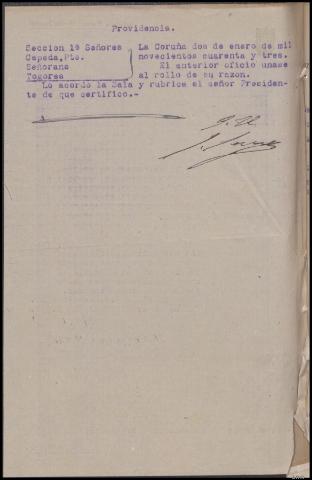 Providencia.
Seccion 1ª Señores
Cepeda,Pte.
Señorans
Togores
La Coruña dos de enero de mil
novecientos cuarenta y tres.
El anterior oficio unase
al rollo de su razon.
Lo acordo la Sala y rubrica el señor Presiden-
te de que certifico.-